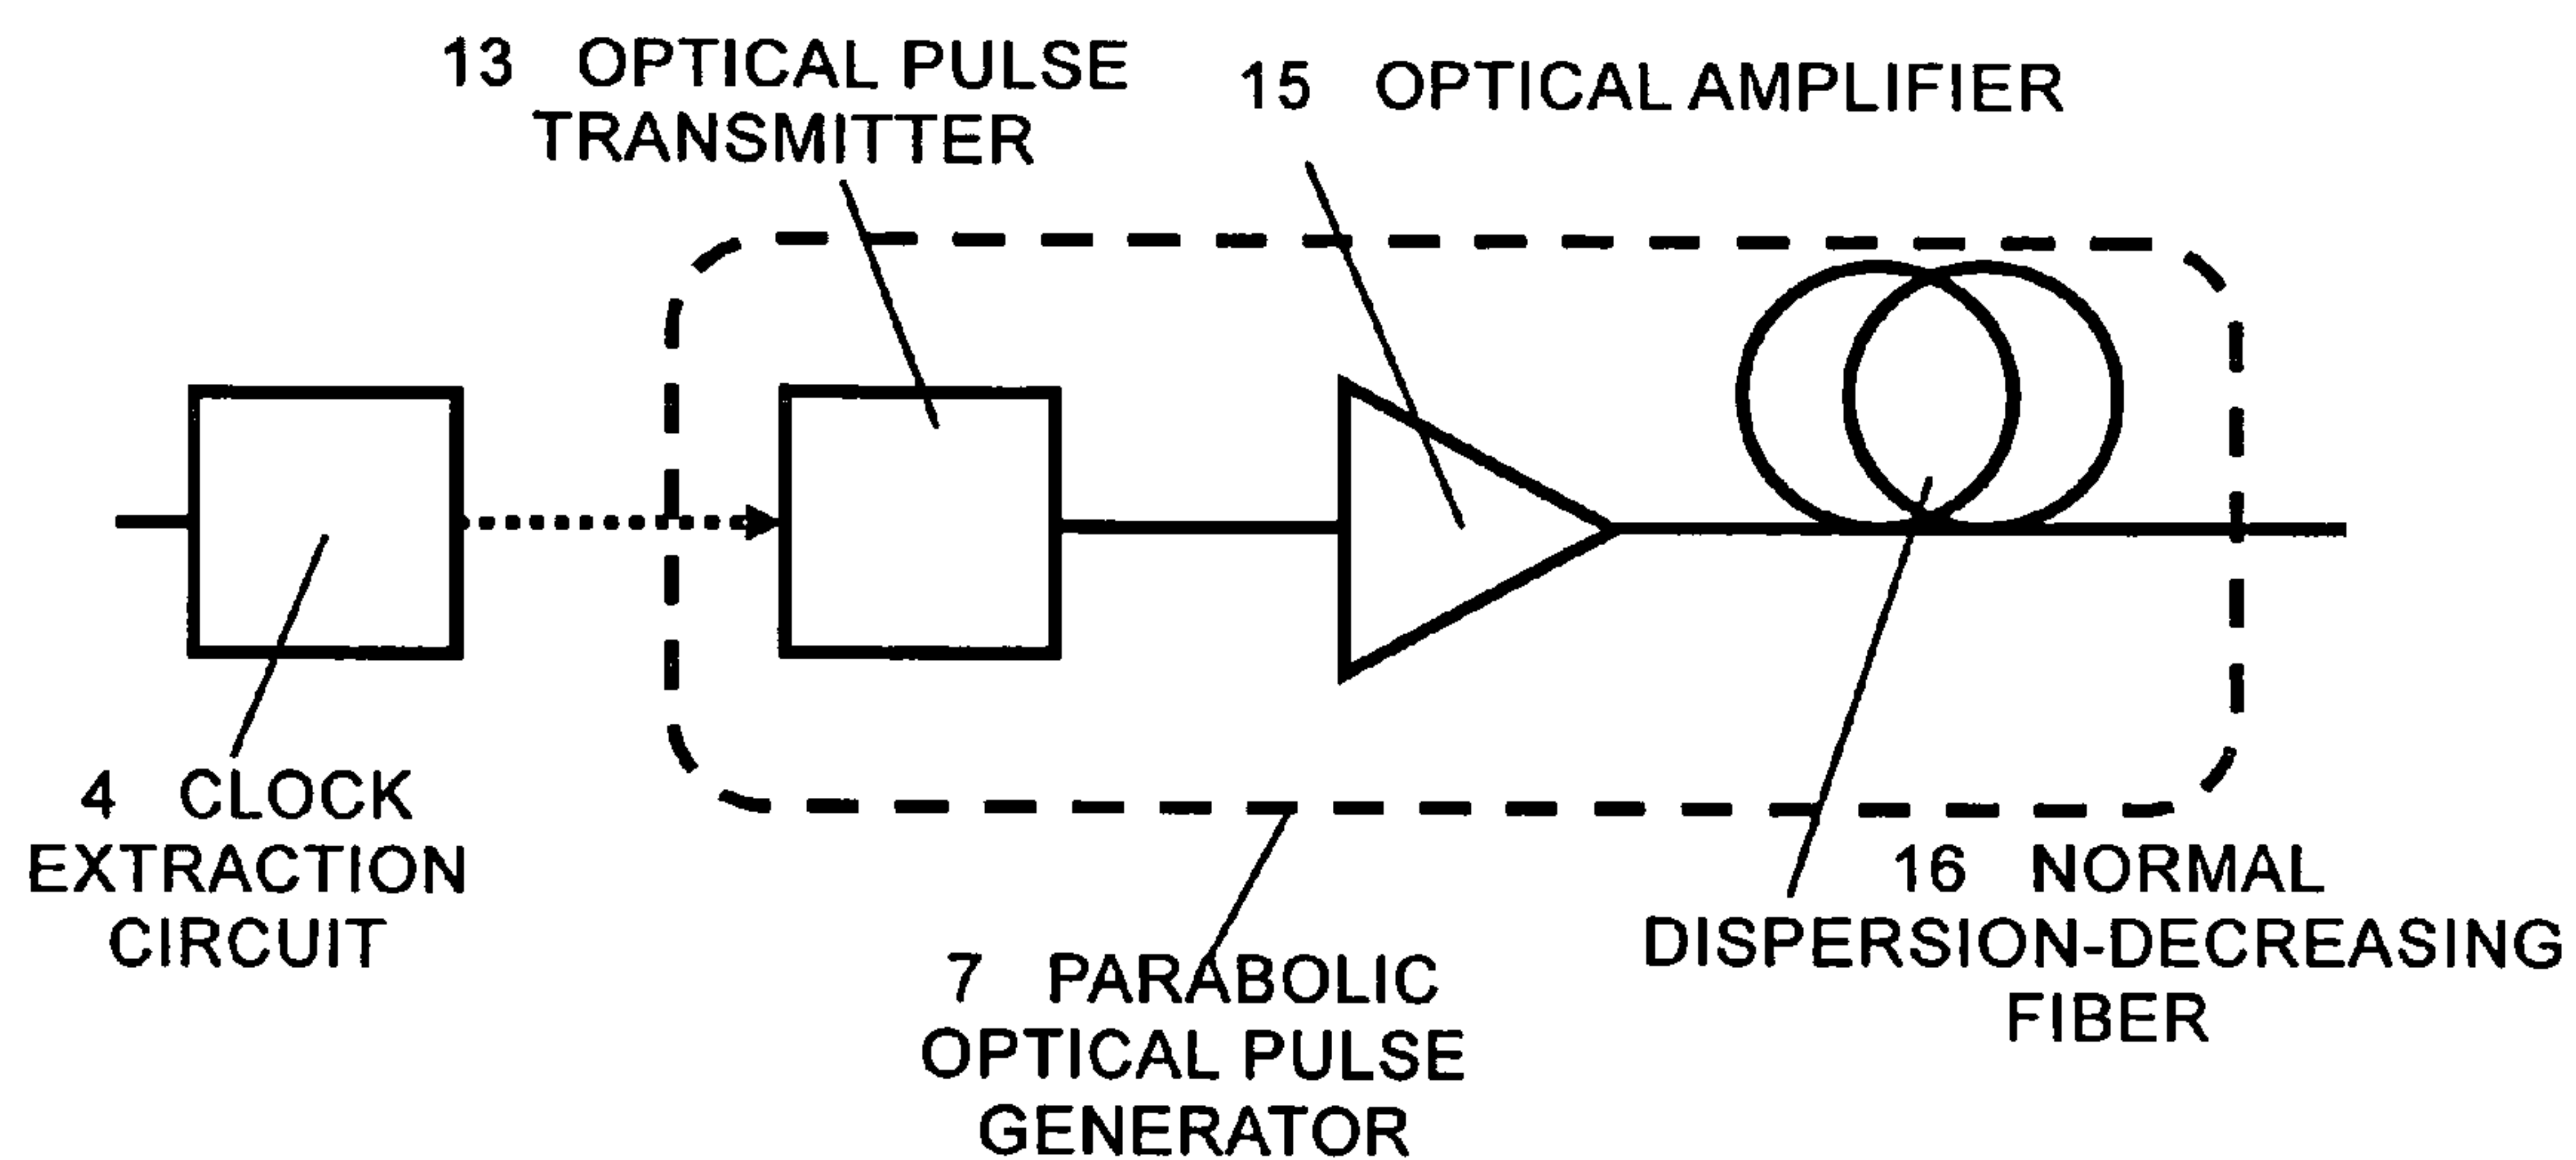 13 OPTICAL PULSE
TRANSMITTER
15 OPTICAL AMPLIFIER
4 CLOCK
EXTRACTION
CIRCUIT
7 PARABOLIC
OPTICAL PULSE
GENERATOR
16 NORMAL
DISPERSION-DECREASING
FIBER